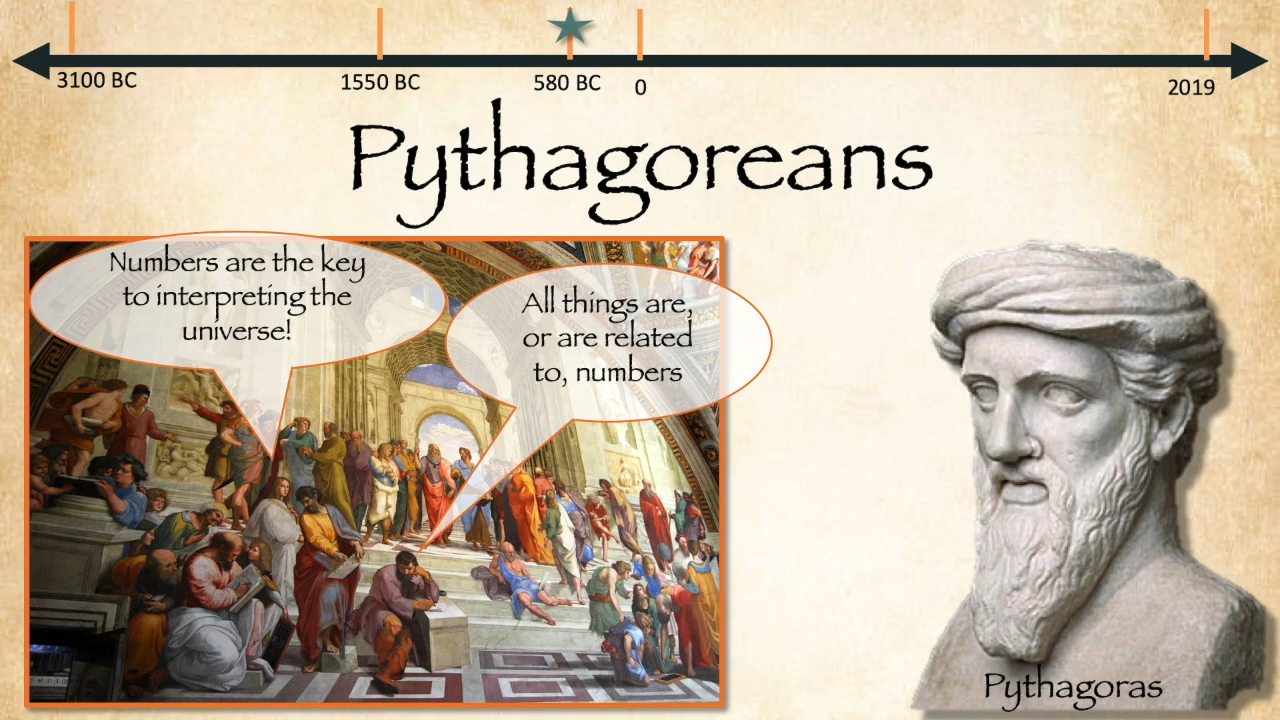 3100 BC
1550 BC
580 BC
0
2019
Pythagoreans
Numbers are the key
to interpreting the
universe!
All things are,
or are related
to, numbers
Pythagoras